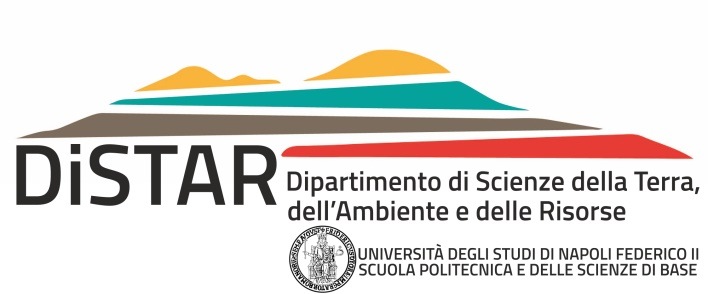 DiSTAR
Dipartimento di Scienze della Terra,
dell'Ambiente e delle Risorse
UNIVERSITÀ DEGLI STUDI DI NAPOLI FEDERICO II
SCUOLA POLITECNICA E DELLE SCIENZE DI BASE